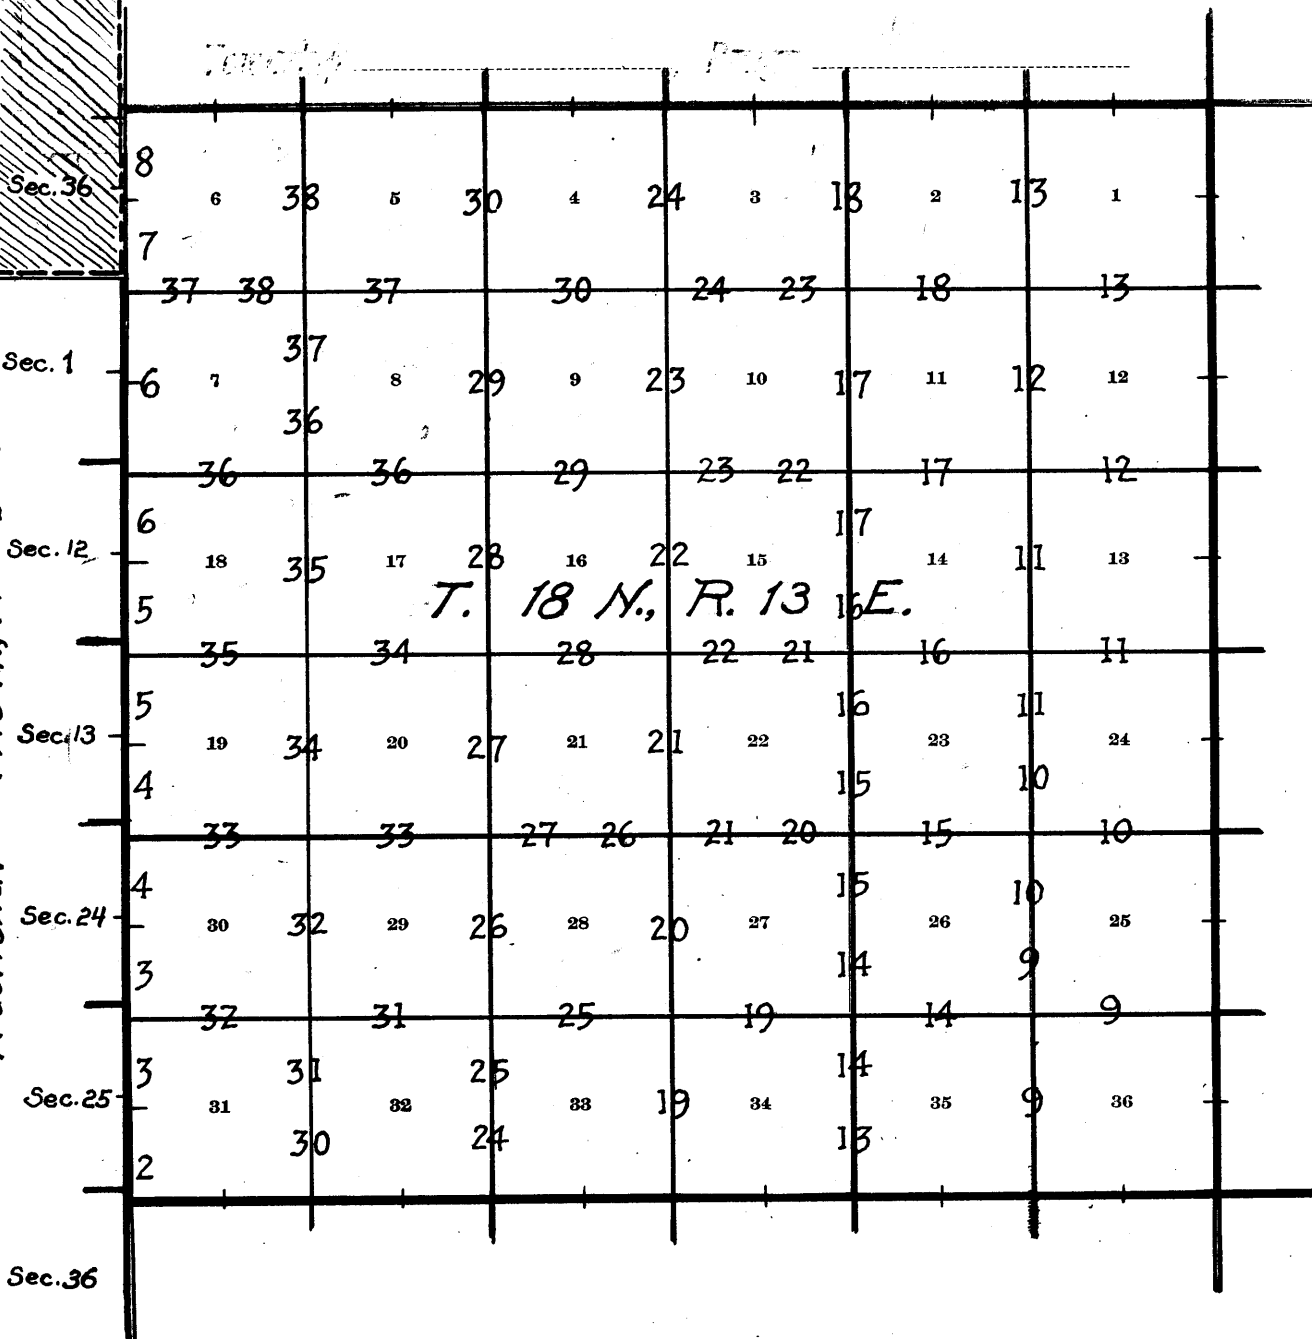 Township Range
8
Sec. 36 6 38 5 30 4 24 3 18 2 13 1
7
37 38 37 30 24 23 18 13
37
Sec. 1 6 7 8 29 9 23 10 17 11 12 12
36
36 36 29 23 22 17 12
6 17
Sec. 12 18 35 17 28 16 22 15 14 11 13
5 T. 18 N., R. 13 E. 16
35 34 28 22 21 16 11
5 16 11
Sec. 13 19 34 20 27 21 21 22 23 24
4 15 10
33 33 27 26 21 20 15 10
4 15 10
Sec. 24 30 32 29 26 28 20 27 26 25
3 14 9
32 31 25 19 14 9
3 31 25 14
Sec. 25 31 32 33 19 34 35 9 36
30 24 13
2
Sec. 36